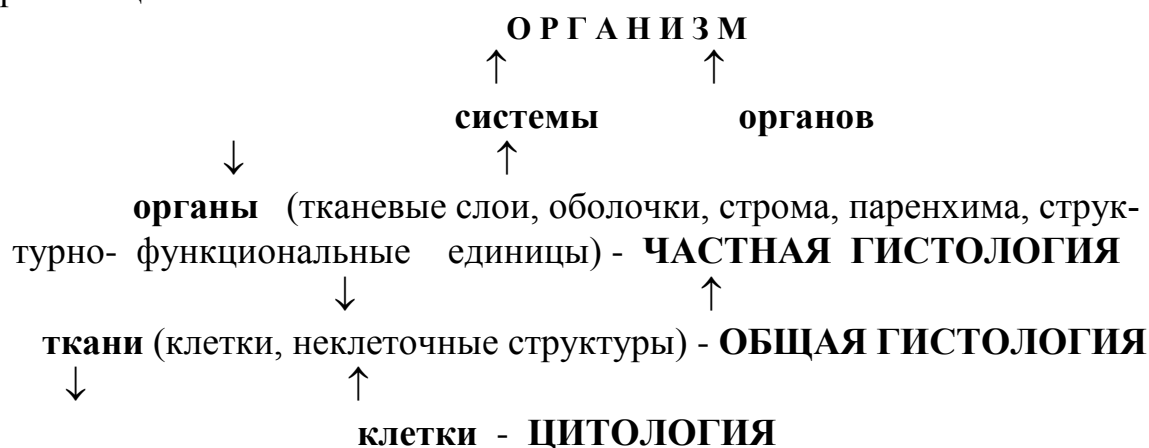 О Р Г А Н И З М
↑ ↑
системы органов
↓ ↑
органы (тканевые слои, оболочки, строма, паренхима, струк-
турно- функциональные единицы) - ЧАСТНАЯ ГИСТОЛОГИЯ
↓ ↑
ткани (клетки, неклеточные структуры) - ОБЩАЯ ГИСТОЛОГИЯ
↓ ↑
клетки - ЦИТОЛОГИЯ